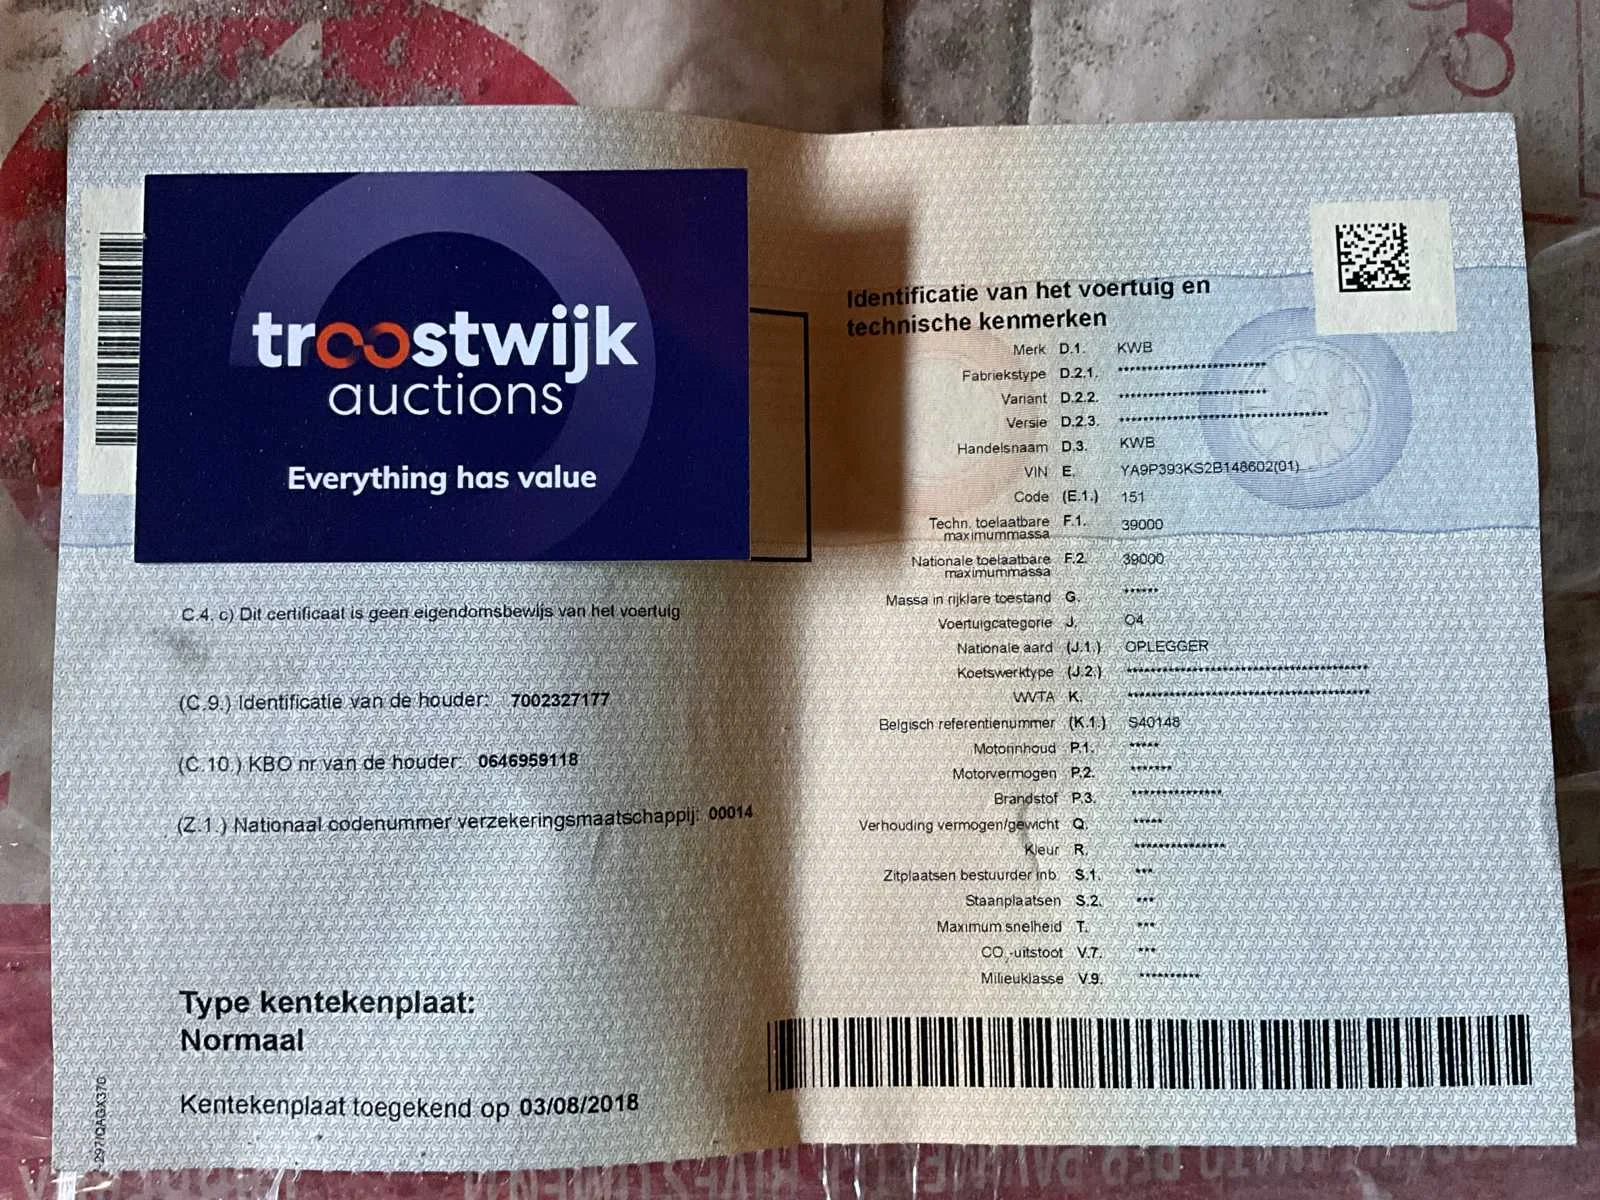 troostwijk
auctions
Everything has value
C.4. c) Dit certificaat is geen eigendomsbewijs van het voertuig
(C.9.) Identificatie van de houder: 7002327177
(C.10.) KBO nr van de houder: 0646959118
(Z.1.) Nationaal codenummer verzekeringsmaatschappij: 00014
Type kentekenplaat:
Normaal
Kentekenplaat toegekend op 03/08/2018
Identificatie van het voertuig en
technische kenmerken
Merk D.1. KWB
Fabriekstype D.2.1. ***********************
Variant D.2.2. ***********************
Versie D.2.3. ********************************
Handelsnaam D.3. KWB
VIN E. YA9P393KS2B148602(01)
Code (E.1.) 151
Techn. toelaatbare F.1. 39000
maximummassa
Nationale toelaatbare F.2. 39000
maximummassa
Massa in rijklare toestand G. ******
Voertuigcategorie J. O4
Nationale aard (J.1.) OPLEGGER
Koetswerktype (J.2.) **************************************
WVTA K. **************************************
Belgisch referentienummer (K.1.) S40148
Motorinhoud P.1. *****
Motorvermogen P.2. *******
Brandstof P.3. ***************
Verhouding vermogen/gewicht Q. *****
Kleur R. ***************
Zitplaatsen bestuurder inb. S.1. ***
Staanplaatsen S.2. ***
Maximum snelheid T. ***
CO₂-uitstoot V.7. ***
Milieuklasse V.9. **********